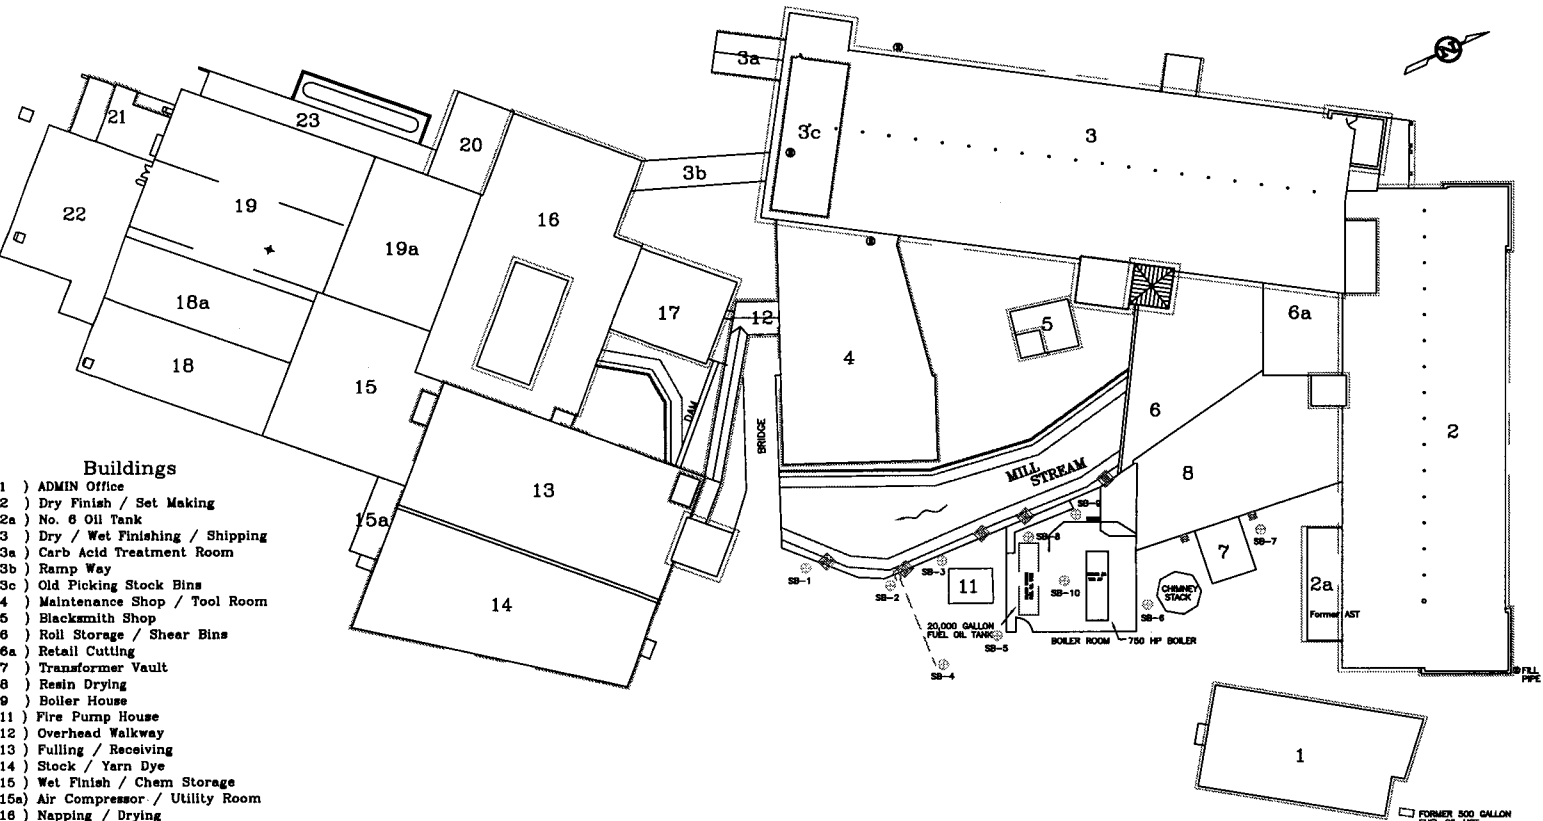 3a
3c
3
21
23
20
3b
19
16
22
19a
18a
17
12
5
6a
4
18
15
DAM
BRIDGE
6
2
Buildings
1 ) ADMIN Office
2 ) Dry Finish / Set Making
2a ) No. 6 Oil Tank
3 ) Dry / Wet Finishing / Shipping
3a ) Carb Acid Treatment Room
3b ) Ramp Way
3c ) Old Picking Stock Bins
4 ) Maintenance Shop / Tool Room
5 ) Blacksmith Shop
6 ) Roll Storage / Shear Bins
6a ) Retail Cutting
7 ) Transformer Vault
8 ) Resin Drying
9 ) Boiler House
11 ) Fire Pump House
12 ) Overhead Walkway
13 ) Fulling / Receiving
14 ) Stock / Yarn Dye
15 ) Wet Finish / Chem Storage
15a) Air Compressor / Utility Room
16 ) Napping / Drying
13
15a
14
MILL
STREAM
8
SB-9
SB-8
SB-7
SB-1
SB-3
SB-2
11
SB-10
7
CHIMNEY
STACK
2a
Former AST
SB-6
20,000 GALLON
FUEL OIL TANK
SB-5
BOILER ROOM
750 HP BOILER
SB-4
FILL
PIPE
1
FORMER 500 GALLON